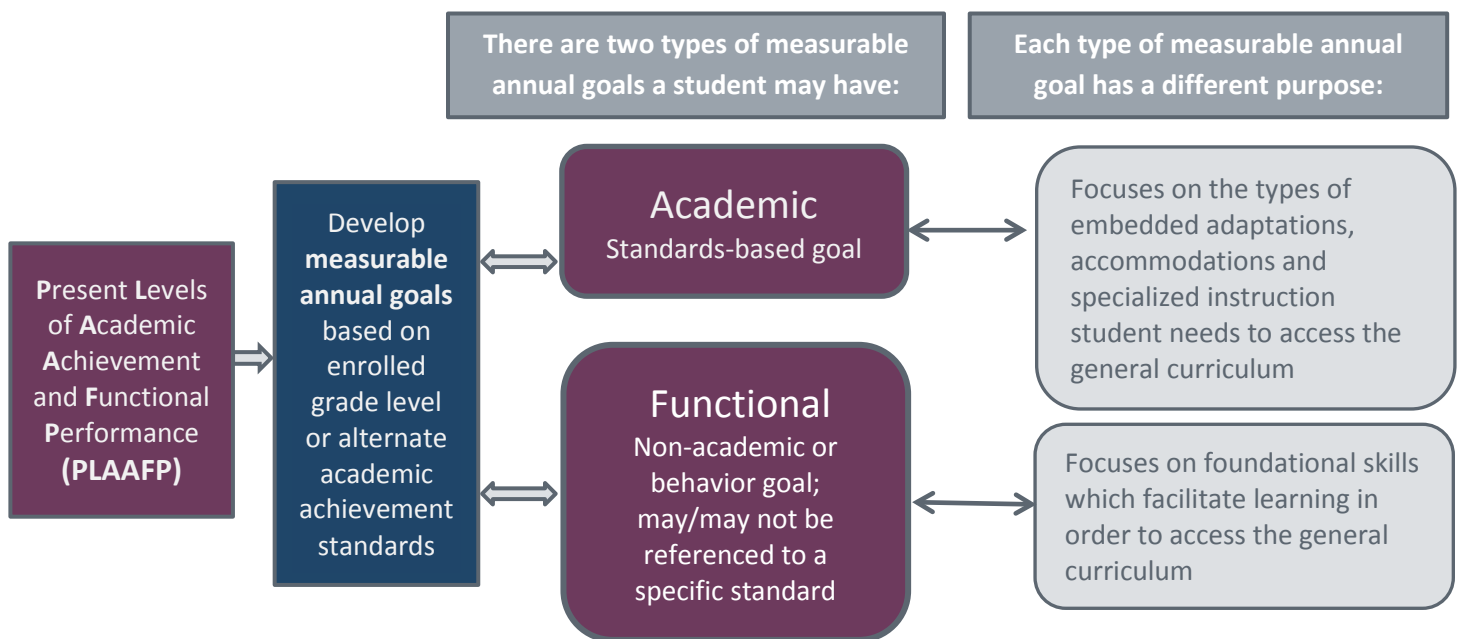 There are two types of measurable
annual goals a student may have:
Each type of measurable annual
goal has a different purpose:
Present Levels
of Academic
Achievement
and Functional
Performance
(PLAAFP)
Develop
measurable
annual goals
based on
enrolled
grade level
or alternate
academic
achievement
standards
Academic
Standards-based goal
Focuses on the types of
embedded adaptations,
accommodations and
specialized instruction
student needs to access the
general curriculum
Functional
Non-academic or
behavior goal;
may/may not be
referenced to a
specific standard
Focuses on foundational skills
which facilitate learning in
order to access the general
curriculum